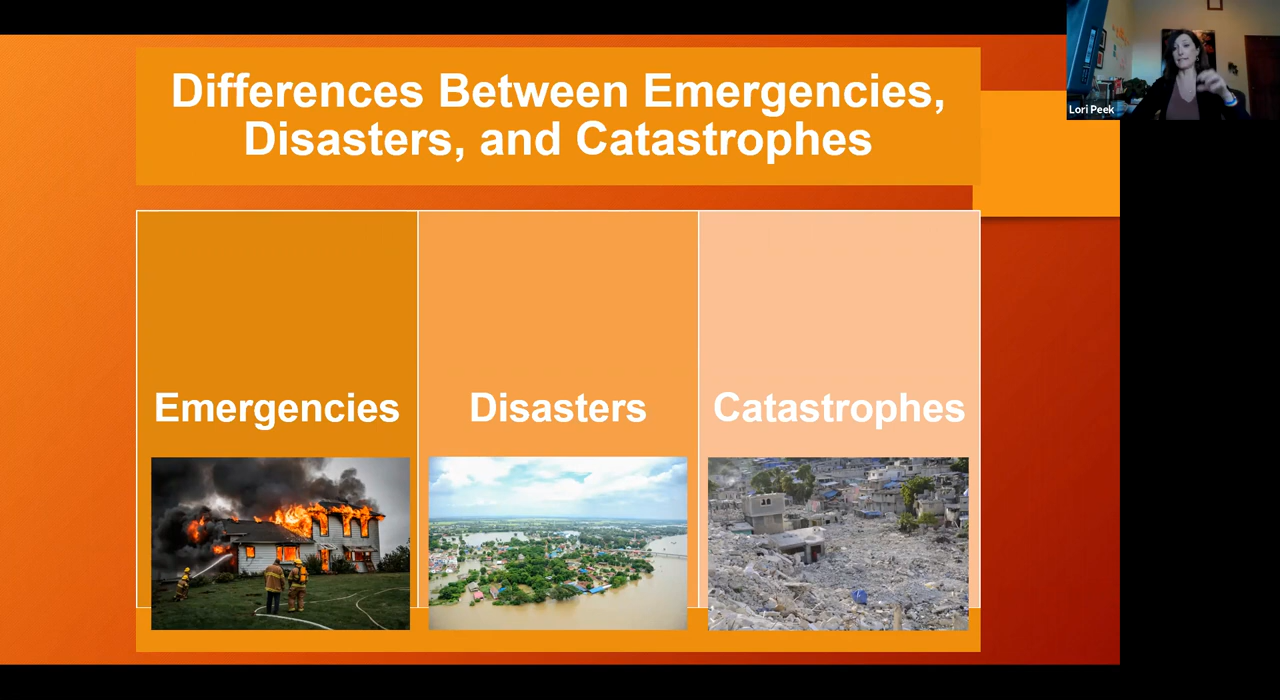 Differences Between Emergencies,
Disasters, and Catastrophes
Lori Peek
Emergencies
Disasters
Catastrophes